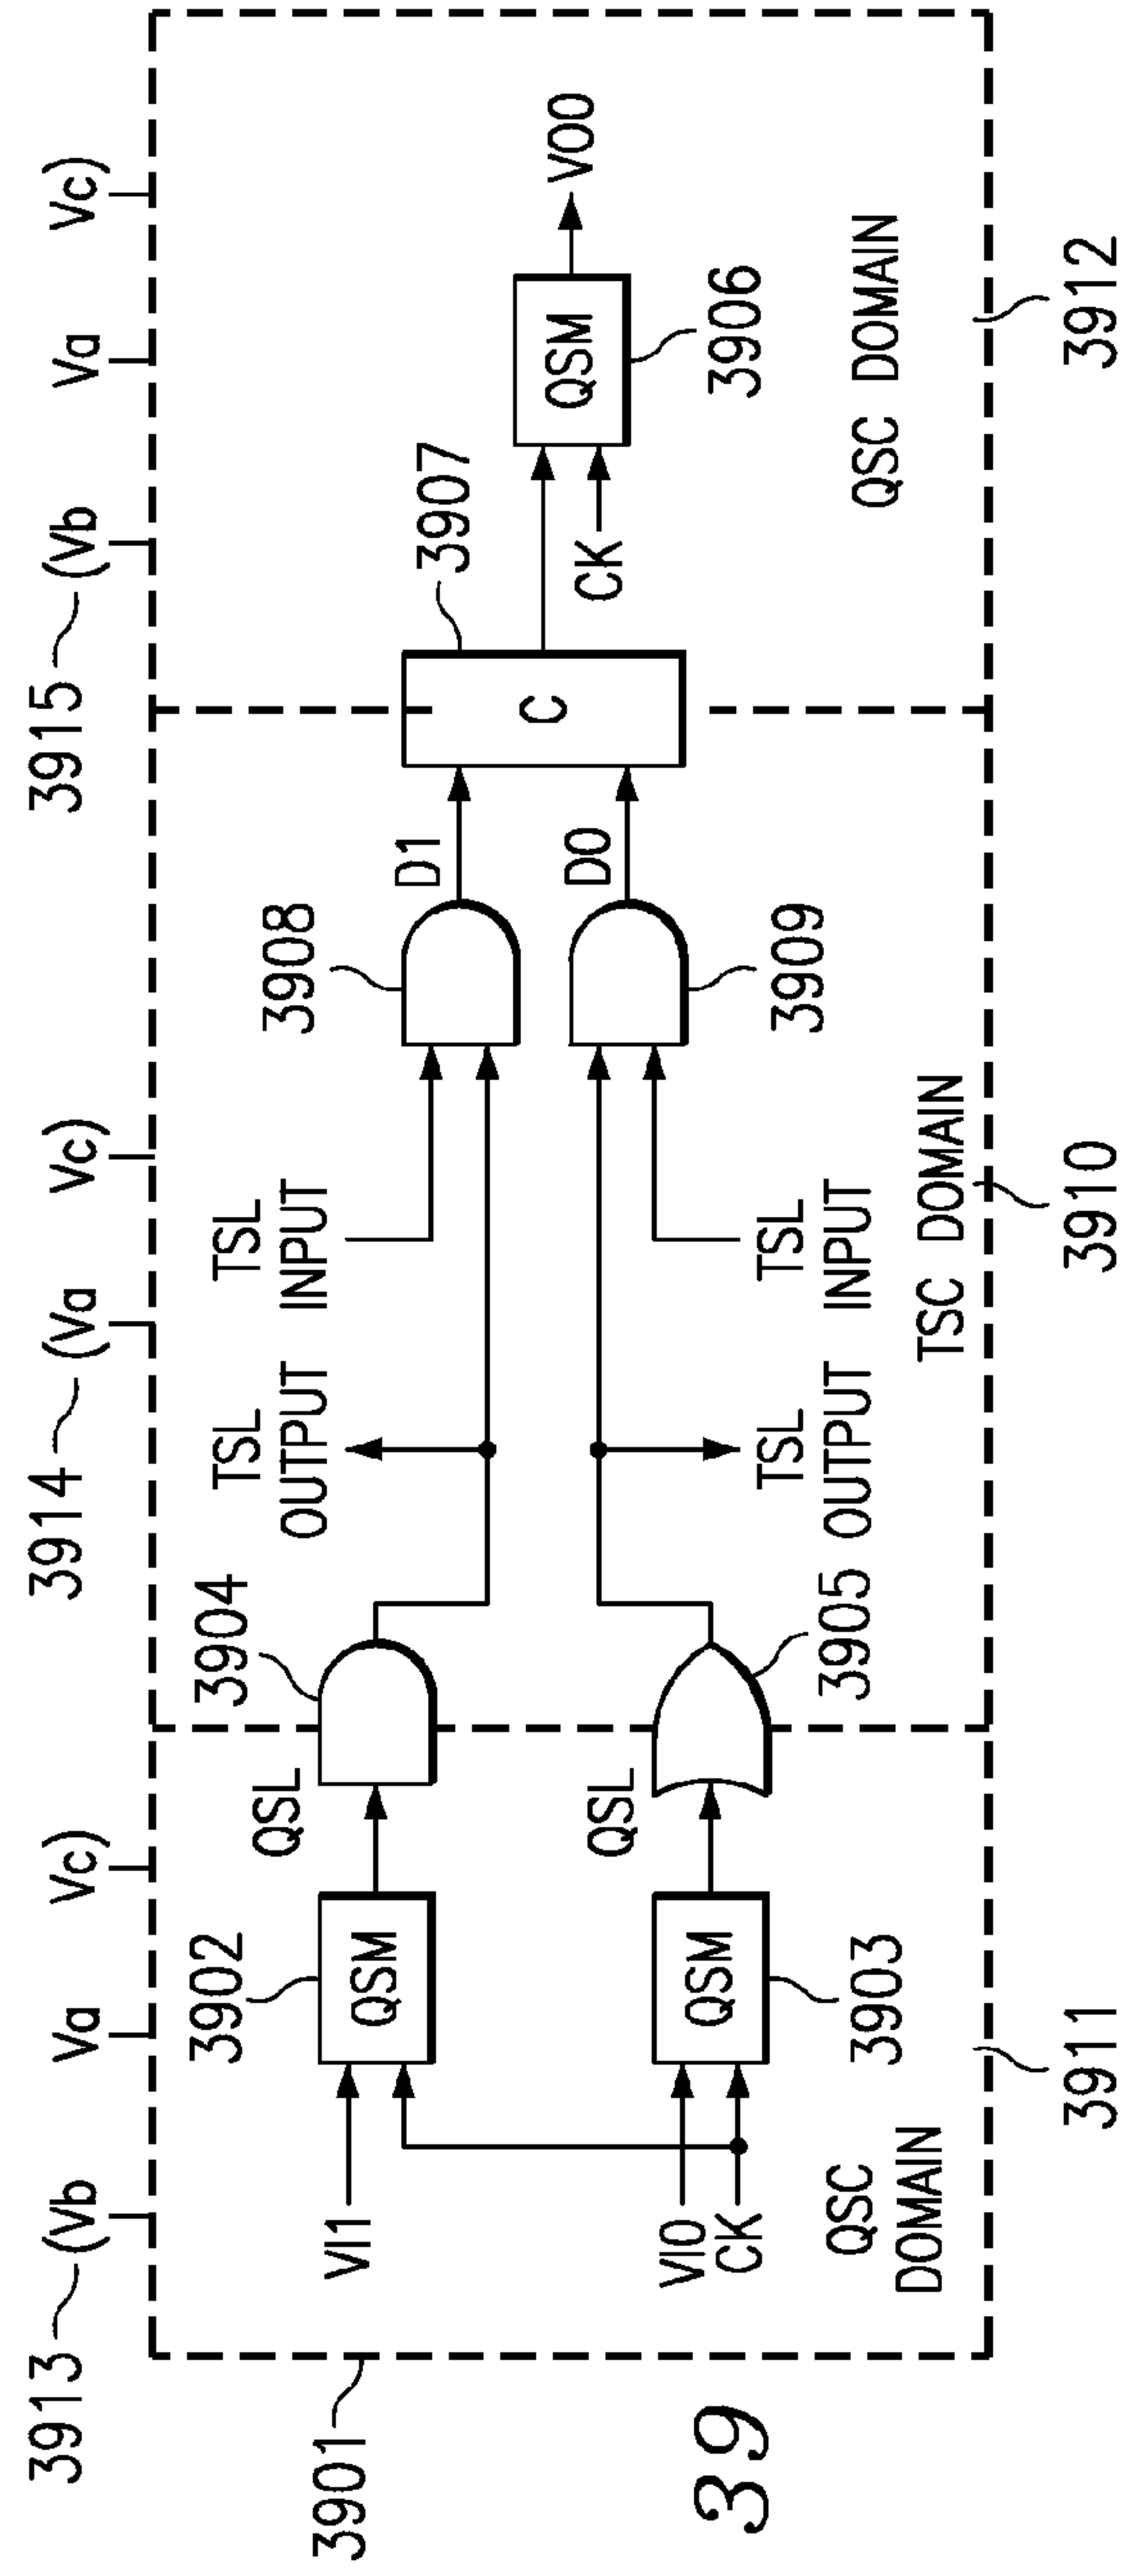 3913 (Vb Va Vc)
3914 (Va Vc)
3915 (Vb Va Vc)
3901
VI1
3902
QSM
QSL
3904
TSL
OUTPUT
TSL
INPUT
3908
D1
3907
C
VI0
CK
QSM
3903
QSL
3905
TSL
OUTPUT
TSL
INPUT
3909
D0
CK
QSM
3906
VOO
QSC
DOMAIN
TSC DOMAIN
QSC DOMAIN
3911
3910
3912
39